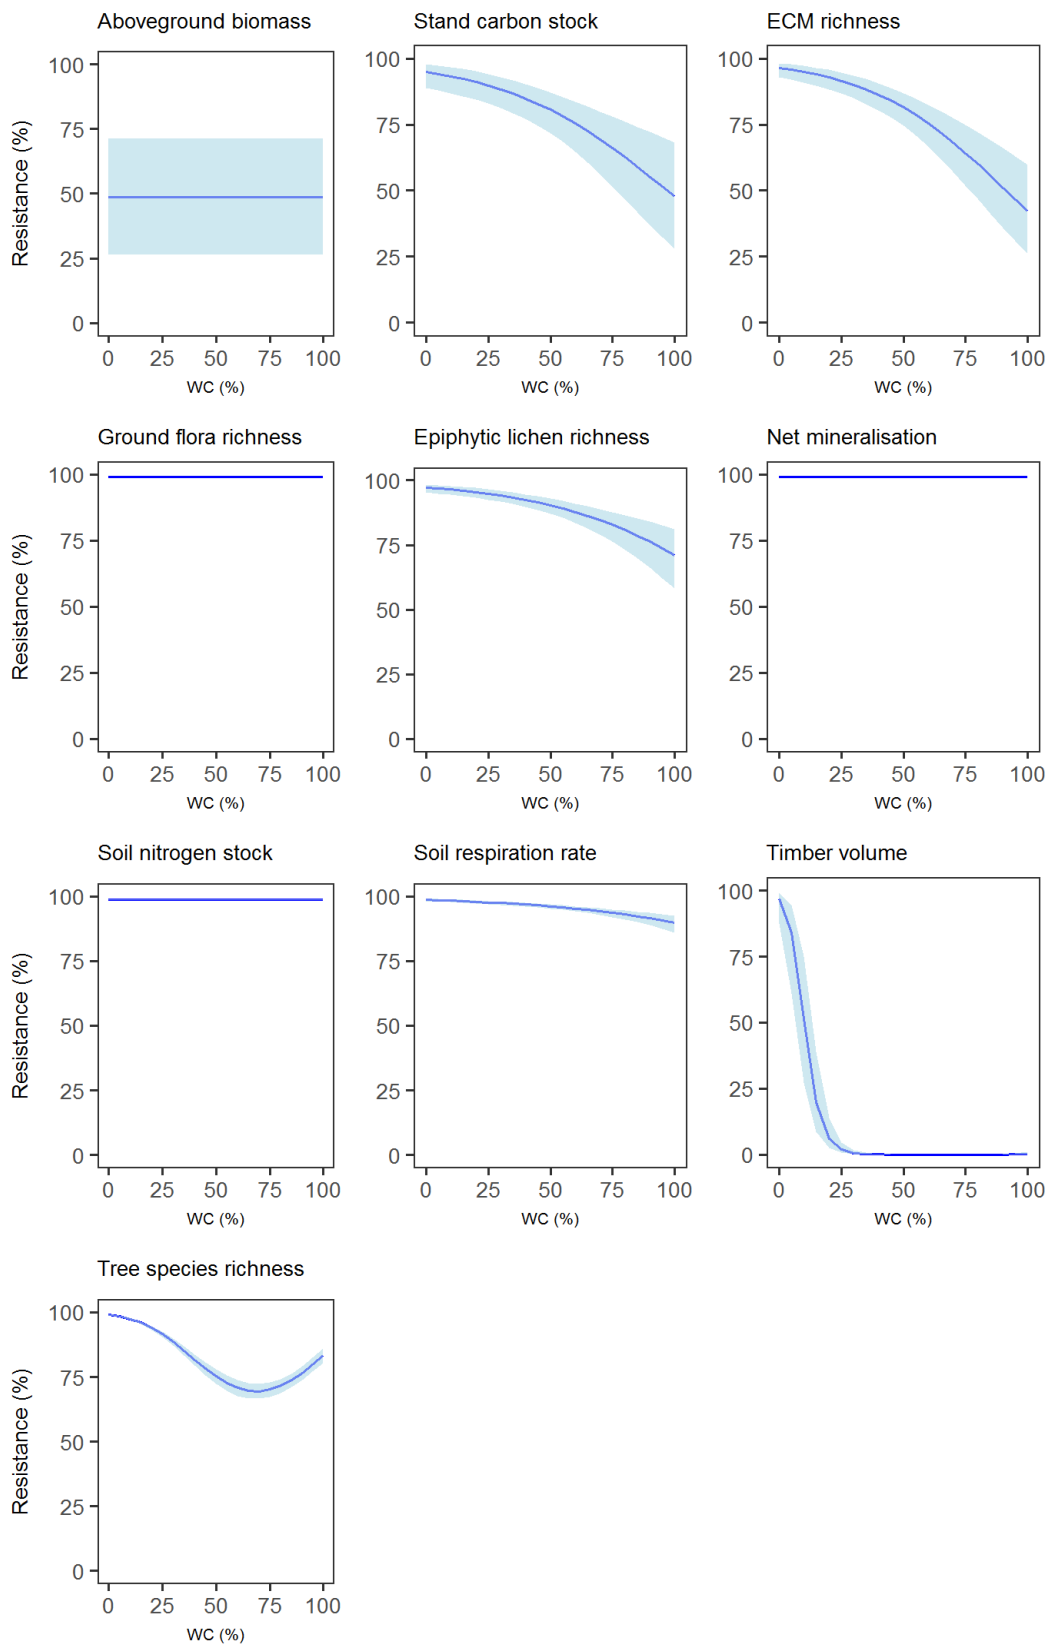 Aboveground biomass
Stand carbon stock
ECM richness
Resistance (%)
100
75
50
25
0
0 25 50 75 100
WC (%)
100
75
50
25
0
0 25 50 75 100
WC (%)
100
75
50
25
0
0 25 50 75 100
WC (%)
Ground flora richness
Epiphytic lichen richness
Net mineralisation
Resistance (%)
100
75
50
25
0
0 25 50 75 100
WC (%)
100
75
50
25
0
0 25 50 75 100
WC (%)
100
75
50
25
0
0 25 50 75 100
WC (%)
Soil nitrogen stock
Soil respiration rate
Timber volume
Resistance (%)
100
75
50
25
0
0 25 50 75 100
WC (%)
100
75
50
25
0
0 25 50 75 100
WC (%)
100
75
50
25
0
0 25 50 75 100
WC (%)
Tree species richness
Resistance (%)
100
75
50
25
0
0 25 50 75 100
WC (%)